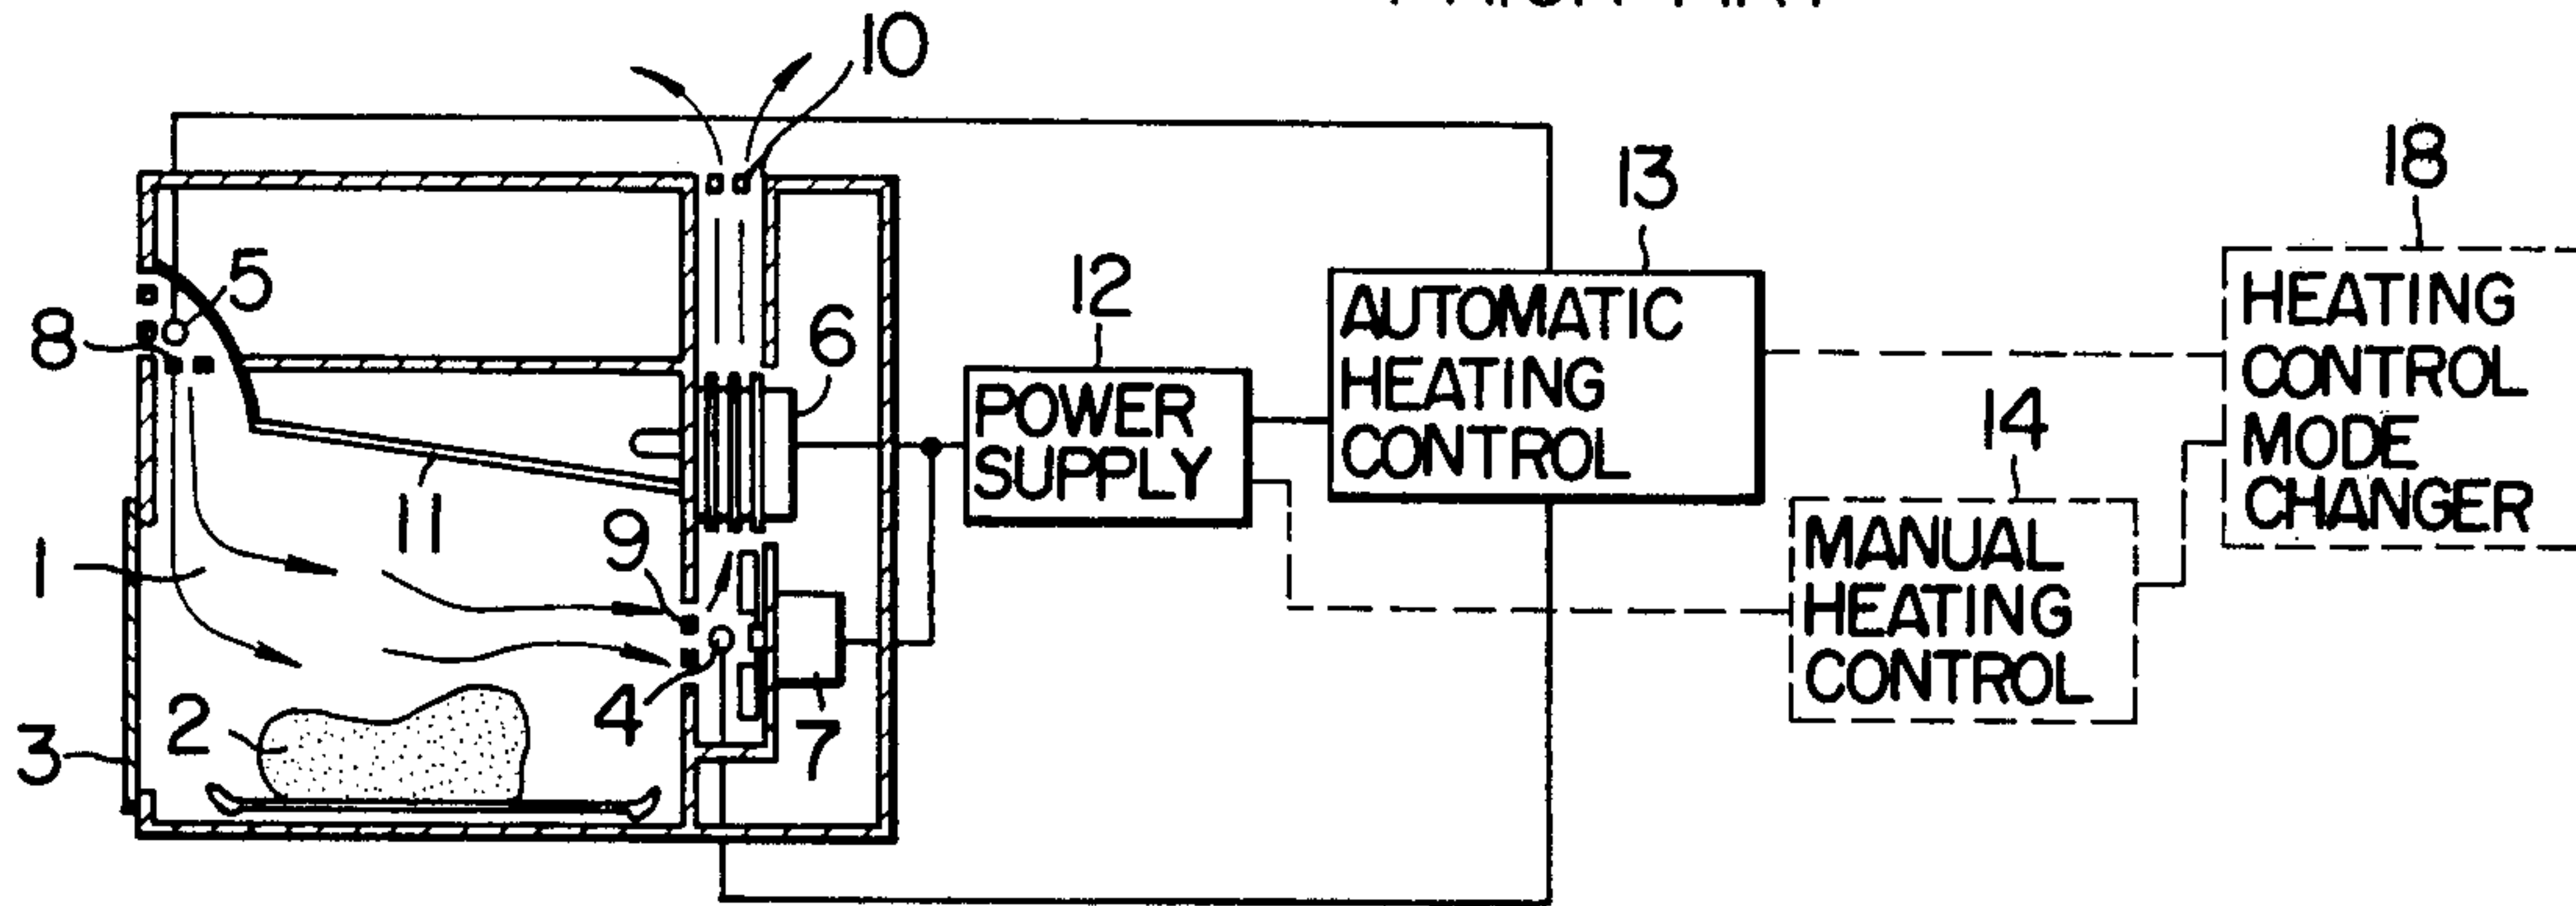 10
18
13
5
12
8
6
AUTOMATIC
HEATING
CONTROL
HEATING
CONTROL
MODE
CHANGER
POWER
SUPPLY
14
11
9
1
MANUAL
HEATING
CONTROL
2
4
7
3